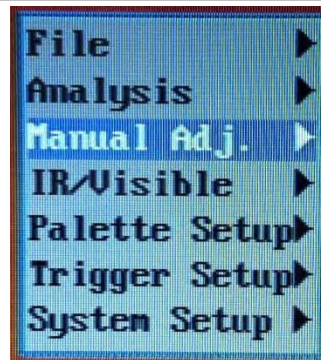 File
Analysis
Manual Adj.
IR/Visible
Palette Setup
Trigger Setup
System Setup